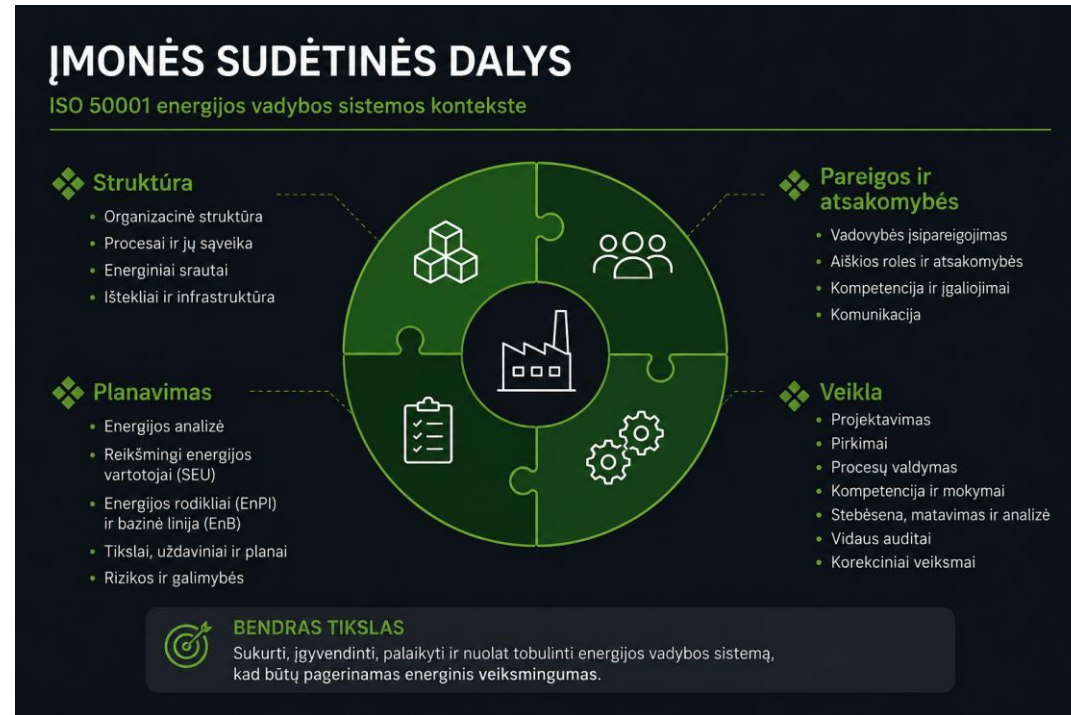 ĮMONĖS SUDĖTINĖS DALYS
ISO 50001 energijos vadybos sistemos kontekste
Struktūra
• Organizacinė struktūra
• Procesai ir jų sąveika
• Energiniai srautai
• Ištekliai ir infrastruktūra
Pareigos ir
atsakomybės
• Vadovybės įsipareigojimas
• Aiškios roles ir atsakomybės
• Kompetencija ir įgaliojimai
• Komunikacija
Planavimas
• Energijos analizė
• Reikšmingi energijos
vartotojai (SEU)
• Energijos rodikliai (EnPI)
ir bazinė linija (EnB)
• Tikslai, uždaviniai ir planai
• Rizikos ir galimybės
Veikla
• Projektavimas
• Pirkimai
• Procesų valdymas
• Kompetencija ir mokymai
• Stebėsena, matavimas ir analizė
• Vidaus auditai
• Korekciniai veiksmai
BENDRAS TIKSLAS
Sukurti, įgyvendinti, palaikyti ir nuolat tobulinti energijos vadybos sistemą,
kad būtų pagerinamas energinis veiksmingumas.